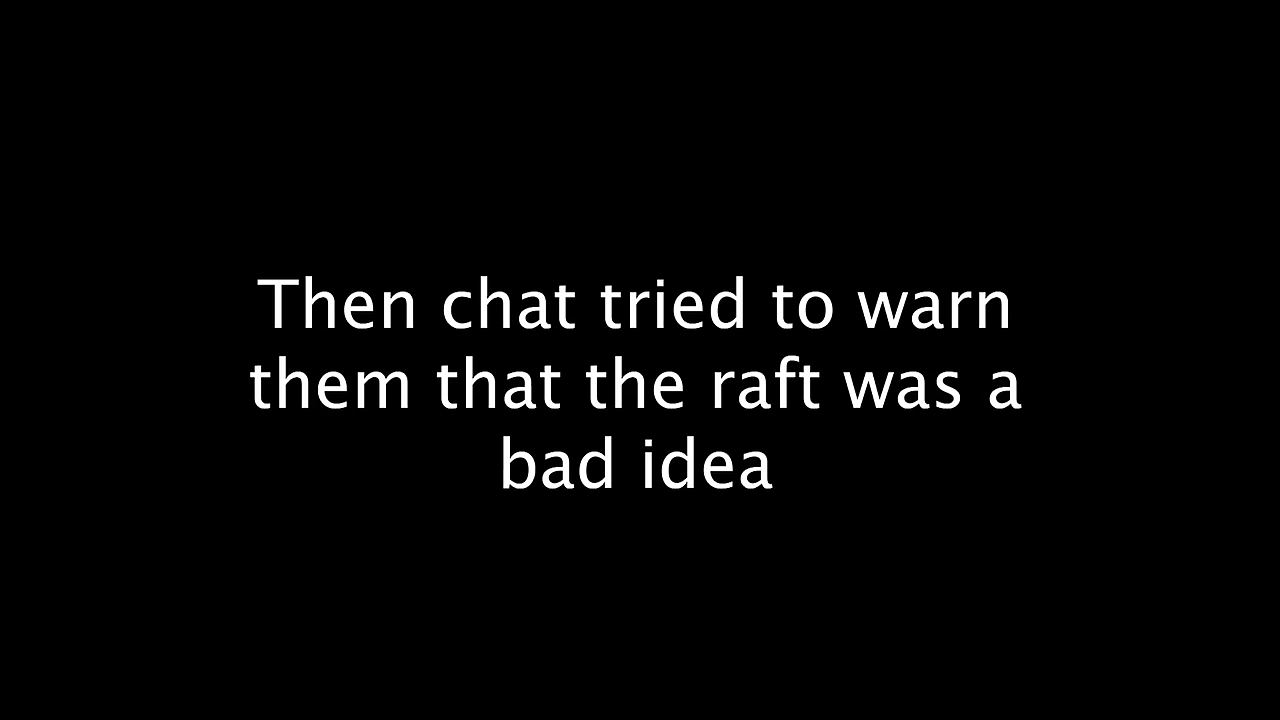 Then chat tried to warn
them that the raft was a
bad idea